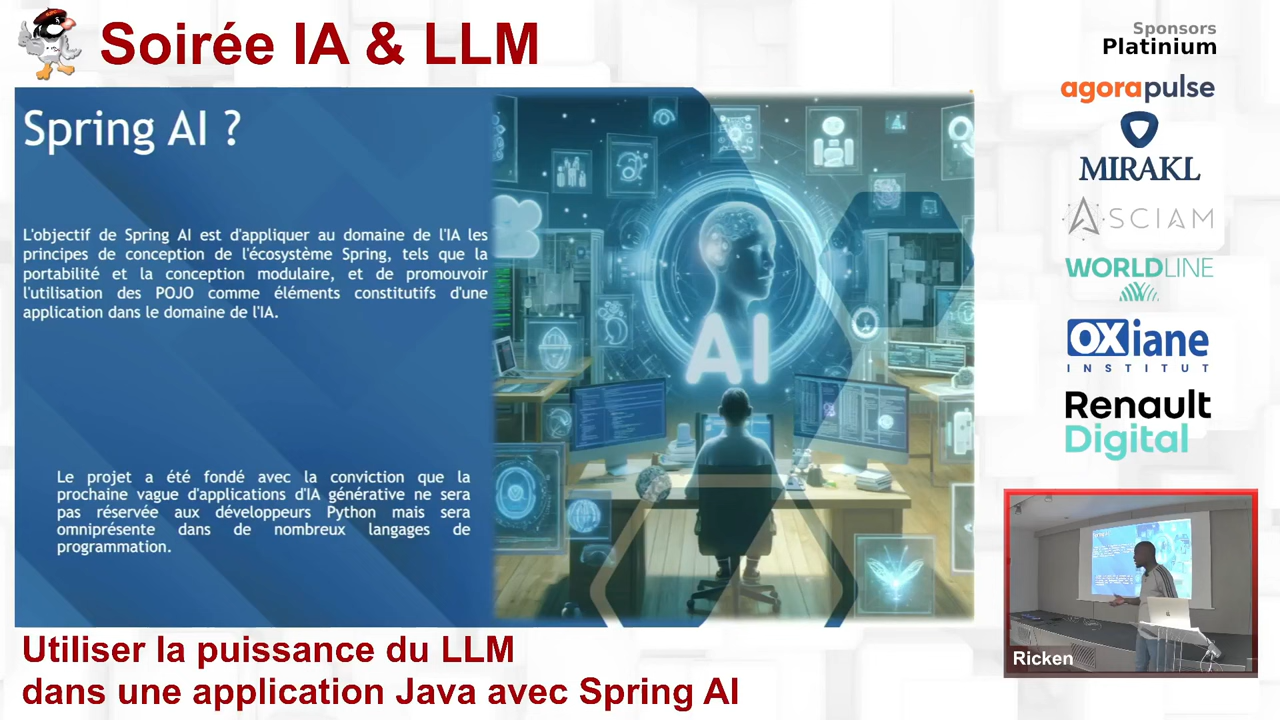 Soirée IA & LLM
Sponsors
Platinium
agorapulse
MIRAKL
ASCIAM
WORLDLINE
OXiane
INSTITUT
Renault
Digital
Spring AI ?
L'objectif de Spring AI est d'appliquer au domaine de l'IA les
principes de conception de l'écosystème Spring, tels que la
portabilité et la conception modulaire, et de promouvoir
l'utilisation des POJO comme éléments constitutifs d'une
application dans le domaine de l'IA.
Le projet a été fondé avec la conviction que la
prochaine vague d'applications d'IA générative ne sera
pas réservée aux développeurs Python mais sera
omniprésente dans de nombreux langages de
programmation.
AI
Ricken
Utiliser la puissance du LLM
dans une application Java avec Spring AI